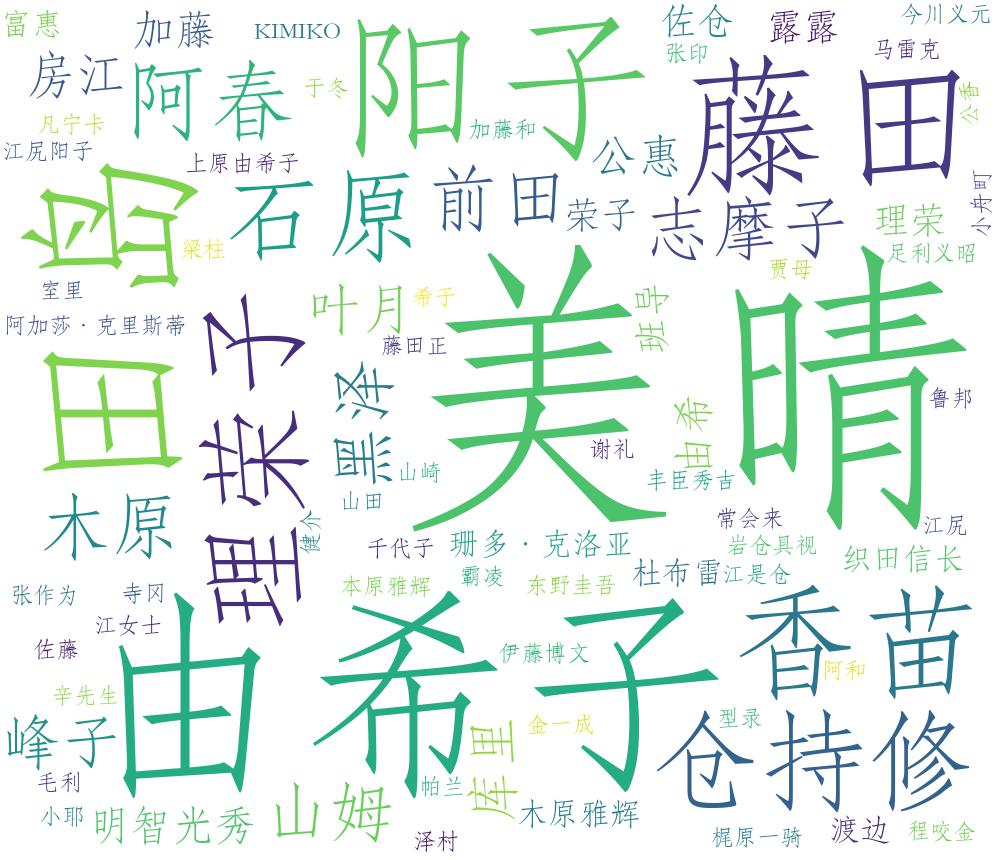 富惠
加藤
KIMIKO
阳子
佐仓
露露
今川义元
张印
马雷克
藤田
房江
阿春
于冬
公香
凡宁卡
加藤和
江尻阳子
上原由希子
公惠
岛
石原
前田
荣子
志摩子
理荣
小舟町
梁柱
足利义昭
室里
贾母
叶月
希子
班导
美晴
阿加莎·克里斯蒂
理荣子
藤田正
田
黑泽
鲁邦
由希
谢礼
山崎
丰臣秀吉
木原
山田
健介
常会来
江尻
千代子
珊多·克洛亚
岩仓具视
织田信长
张作为
寺冈
本原雅辉
霸凌
东野圭吾
杜布雷
江是仓
香苗
江女士
由希子
佐藤
伊藤博文
阿和
辛先生
峰子
金一成
型录
仓持修
库里
毛利
帕兰
小耶
明智光秀
山姆
木原雅辉
泽村
梶原一骑
渡边
程咬金